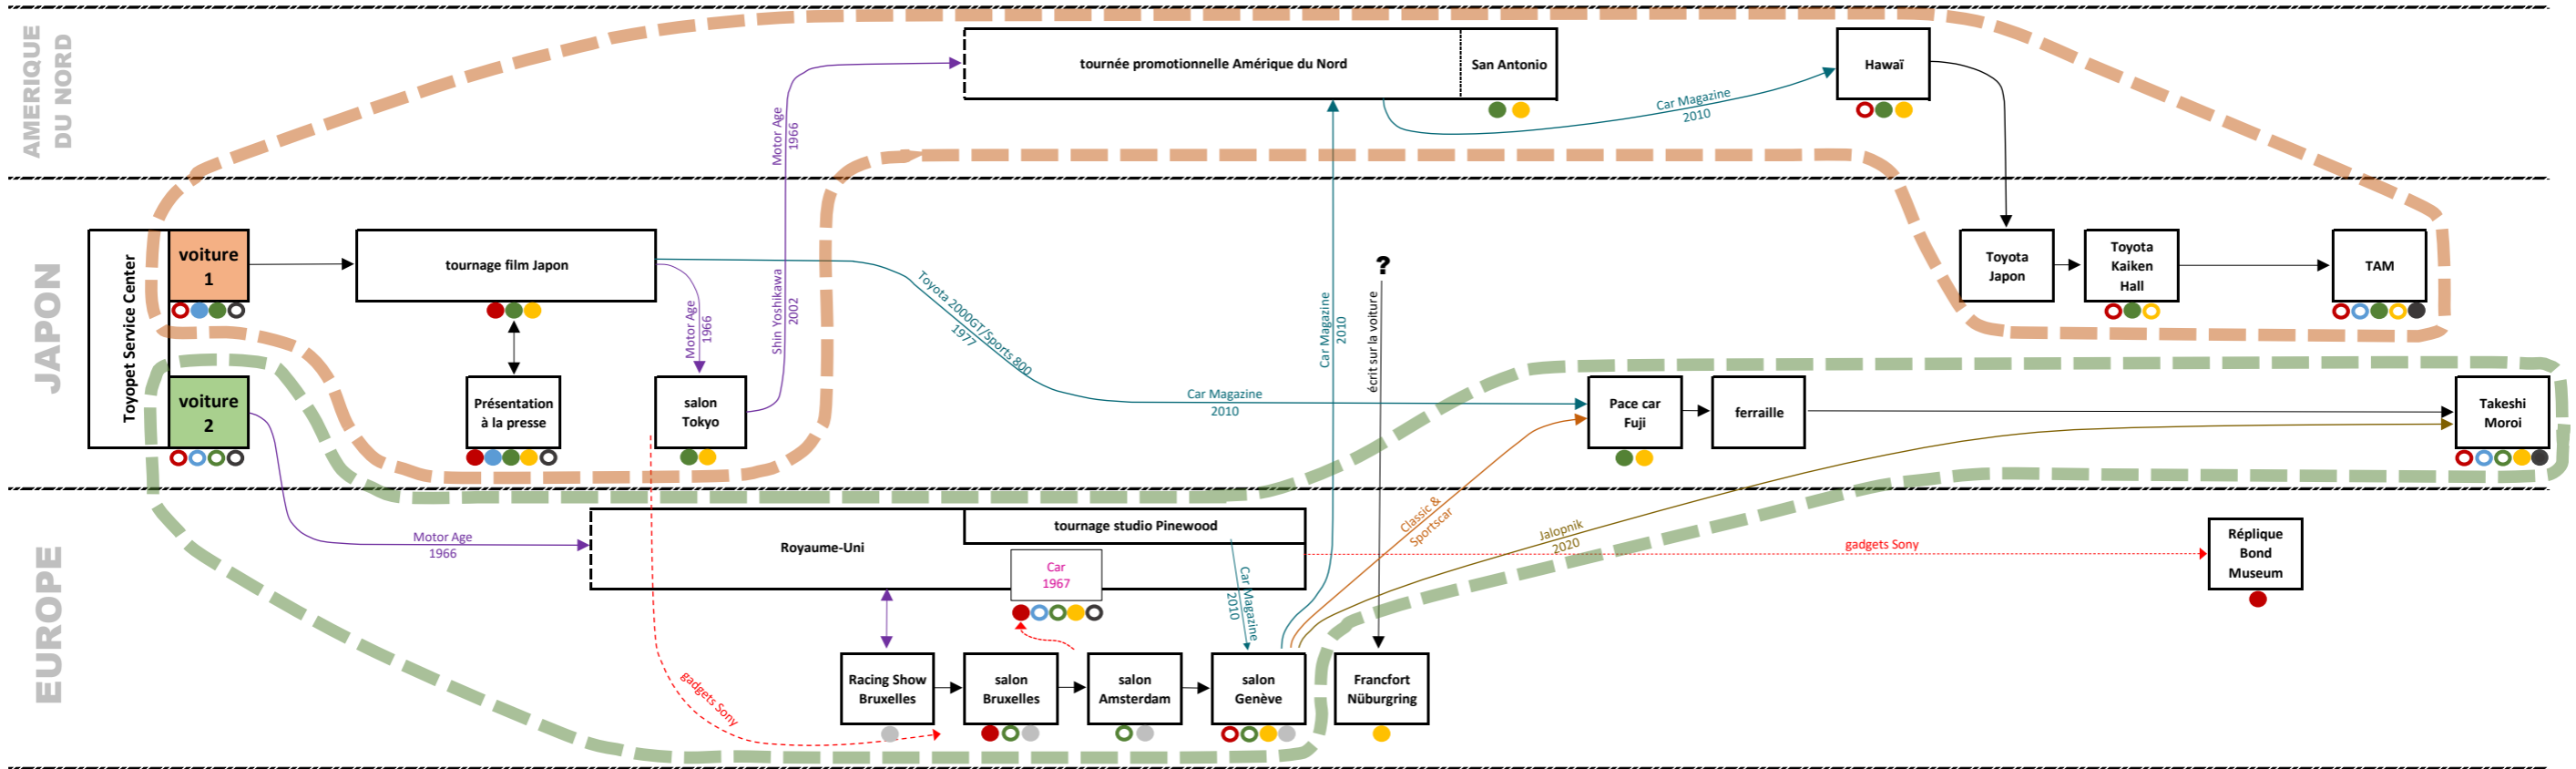 AMERIQUE
DU NORD
tournée promotionnelle Amérique du Nord
San Antonio
Hawaï
Car Magazine
2010
Motor Age
1966
Shin Yoshikawa
2002
JAPON
Toyopet Service Center
voiture
1
voiture
2
tournage film Japon
Présentation
à la presse
Motor Age
1966
salon
Tokyo
Toyota 2000GT/Sports 800
1977
Car Magazine
2010
Car Magazine
2010
?
écrit sur la voiture
Pace car
Fuji
ferraille
Toyota
Japon
Toyota
Kaiken
Hall
TAM
Takeshi
Moroi
EUROPE
Motor Age
1966
Royaume-Uni
tournage studio Pinewood
Car
1967
Car Magazine
2010
Classic &
Sportscar
Jalopnik
2020
gadgets Sony
Réplique
Bond
Museum
gadgets Sony
Racing Show
Bruxelles
salon
Bruxelles
salon
Amsterdam
salon
Genève
Francfort
Nüburgring